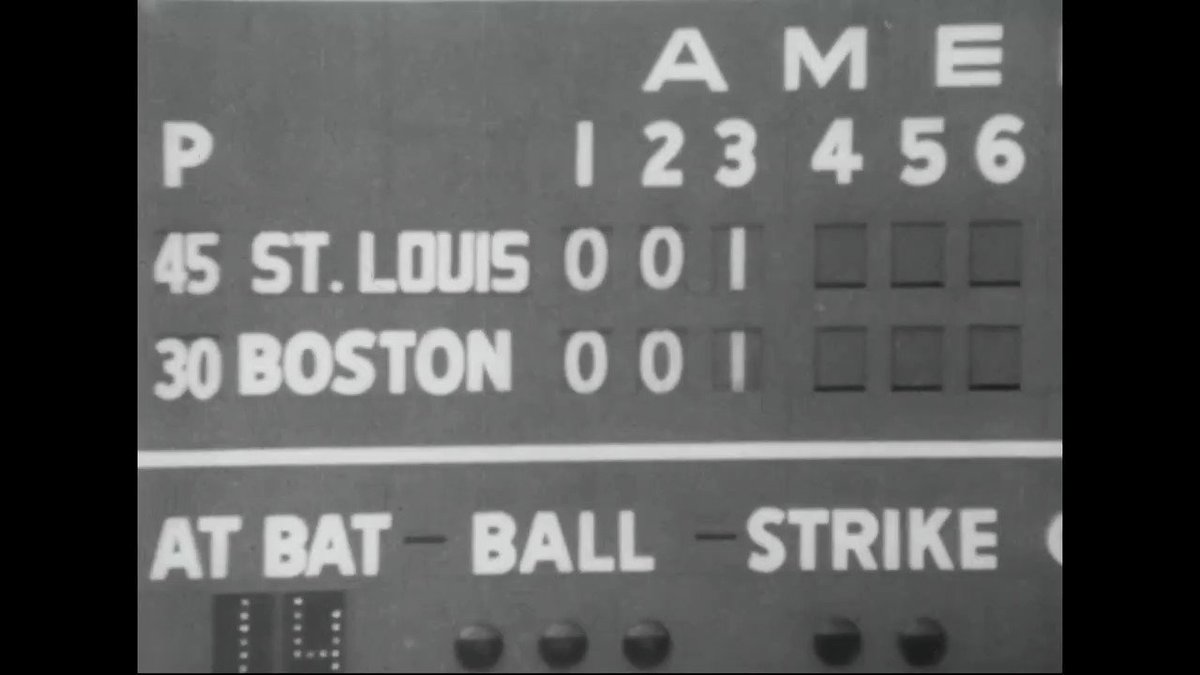 A M E
P 1 2 3 4 5 6
45 ST. LOUIS 0 0 1
30 BOSTON 0 0 1
AT BAT - BALL - STRIKE
14